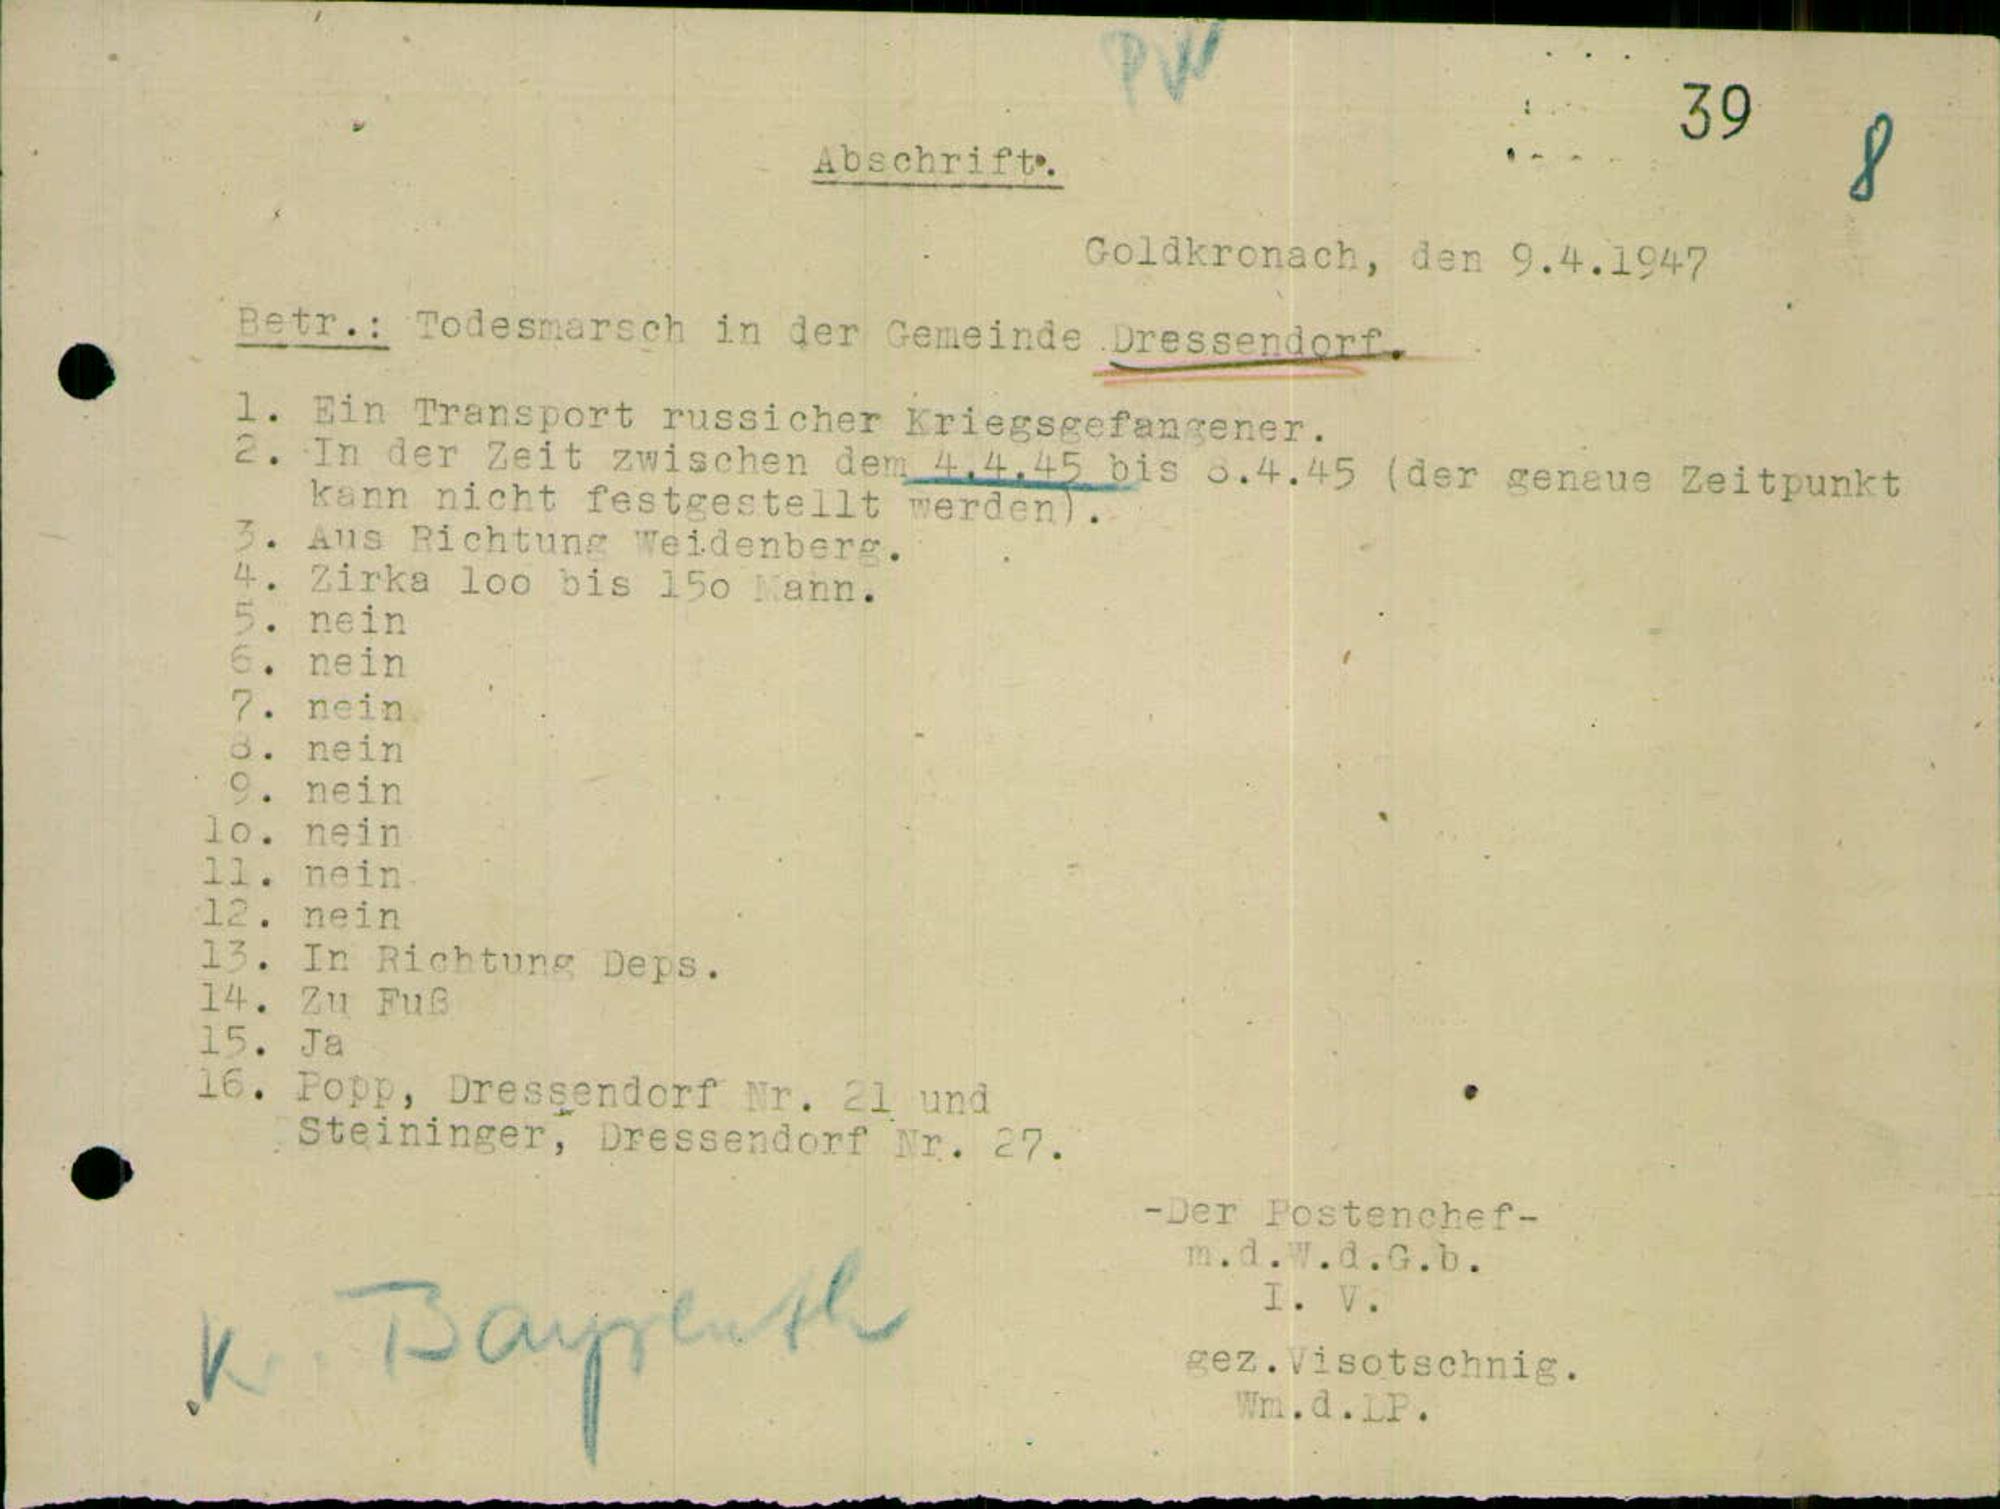 PW
39
8
Abschrift.
Goldkronach, den 9.4.1947
Betr.: Todesmarsch in der Gemeinde Dressendorf.
1. Ein Transport russicher Kriegsgefangener.
2. In der Zeit zwischen dem 4.4.45 bis 8.4.45 (der genaue Zeitpunkt
kann nicht festgestellt werden).
3. Aus Richtung Weidenberg.
4. Zirka loo bis 15o Mann.
5. nein
6. nein
7. nein
8. nein
9. nein
lo. nein
11. nein
12. nein
13. In Richtung Deps.
14. Zu Fuß
15. Ja
16. Popp, Dressendorf Nr. 21 und
Steininger, Dressendorf Nr. 27.
-Der Postenchef-
m.d.W.d.G.b.
I. V.
gez.Visotschnig.
Wm.d.LP.
K. Bayreuth